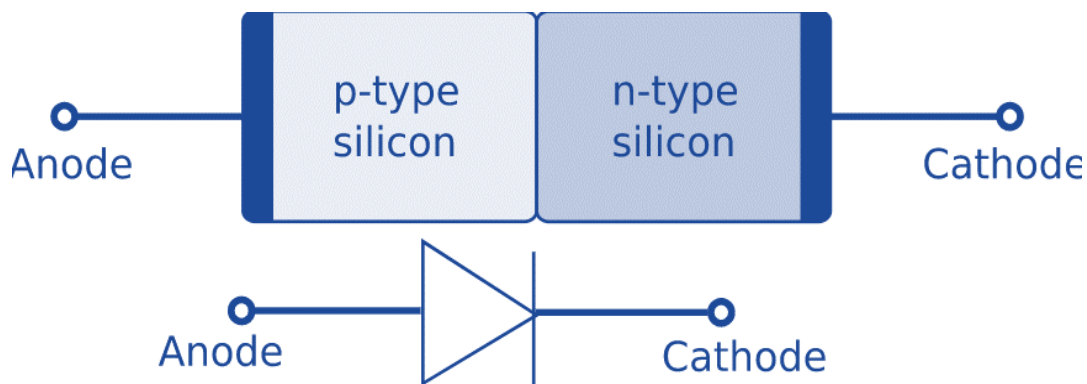 p-type
silicon
n-type
silicon
Anode
Cathode
Anode
Cathode